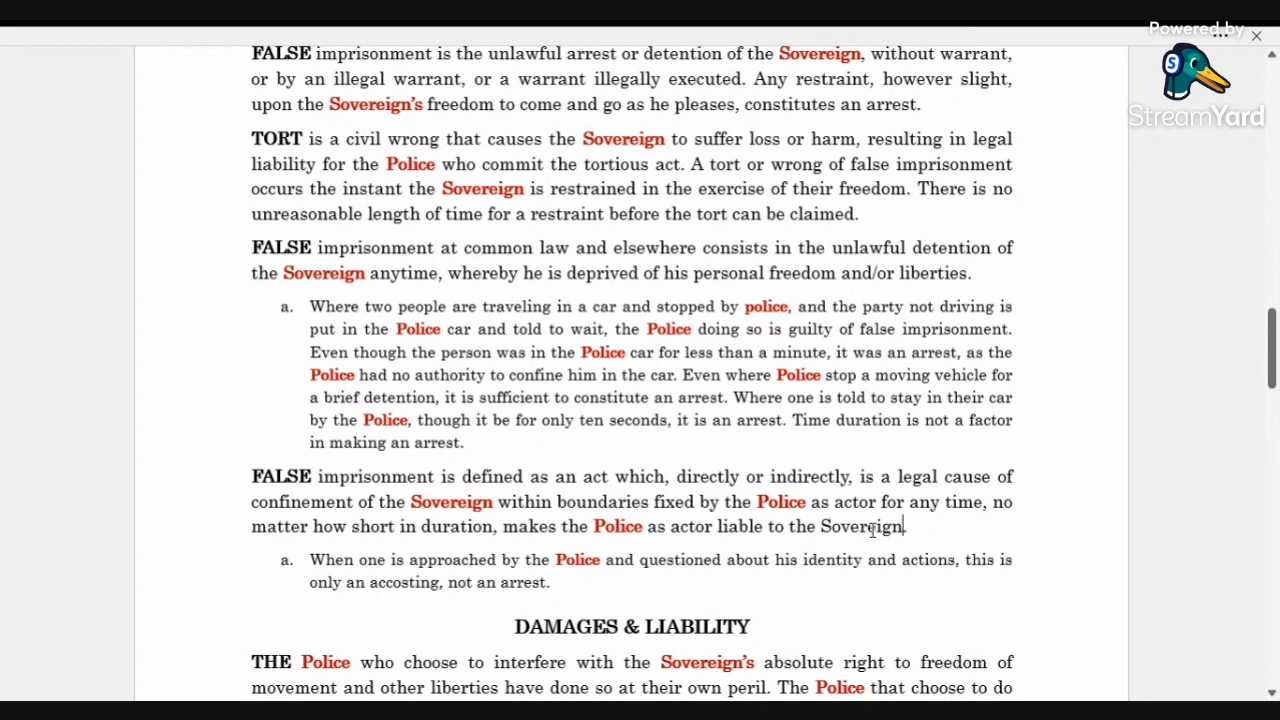 Powered by
StreamYard
FALSE imprisonment is the unlawful arrest or detention of the Sovereign, without warrant,
or by an illegal warrant, or a warrant illegally executed. Any restraint, however slight,
upon the Sovereign's freedom to come and go as he pleases, constitutes an arrest.
TORT is a civil wrong that causes the Sovereign to suffer loss or harm, resulting in legal
liability for the Police who commit the tortious act. A tort or wrong of false imprisonment
occurs the instant the Sovereign is restrained in the exercise of their freedom. There is no
unreasonable length of time for a restraint before the tort can be claimed.
FALSE imprisonment at common law and elsewhere consists in the unlawful detention of
the Sovereign anytime, whereby he is deprived of his personal freedom and/or liberties.
a. Where two people are traveling in a car and stopped by police, and the party not driving is
put in the Police car and told to wait, the Police doing so is guilty of false imprisonment.
Even though the person was in the Police car for less than a minute, it was an arrest, as the
Police had no authority to confine him in the car. Even where Police stop a moving vehicle for
a brief detention, it is sufficient to constitute an arrest. Where one is told to stay in their car
by the Police, though it be for only ten seconds, it is an arrest. Time duration is not a factor
in making an arrest.
FALSE imprisonment is defined as an act which, directly or indirectly, is a legal cause of
confinement of the Sovereign within boundaries fixed by the Police as actor for any time, no
matter how short in duration, makes the Police as actor liable to the Sovereign.
a. When one is approached by the Police and questioned about his identity and actions, this is
only an accosting, not an arrest.
DAMAGES & LIABILITY
THE Police who choose to interfere with the Sovereign's absolute right to freedom of
movement and other liberties have done so at their own peril. The Police that choose to do